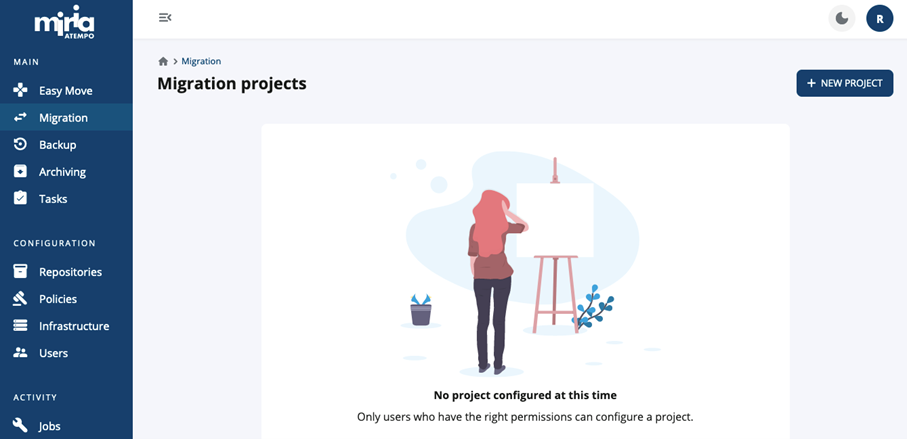 miria
ATEMPO
R
MAIN
Easy Move
Migration
Backup
Archiving
Tasks
CONFIGURATION
Repositories
Policies
Infrastructure
Users
ACTIVITY
Jobs
Migration
Migration projects
+ NEW PROJECT
No project configured at this time
Only users who have the right permissions can configure a project.